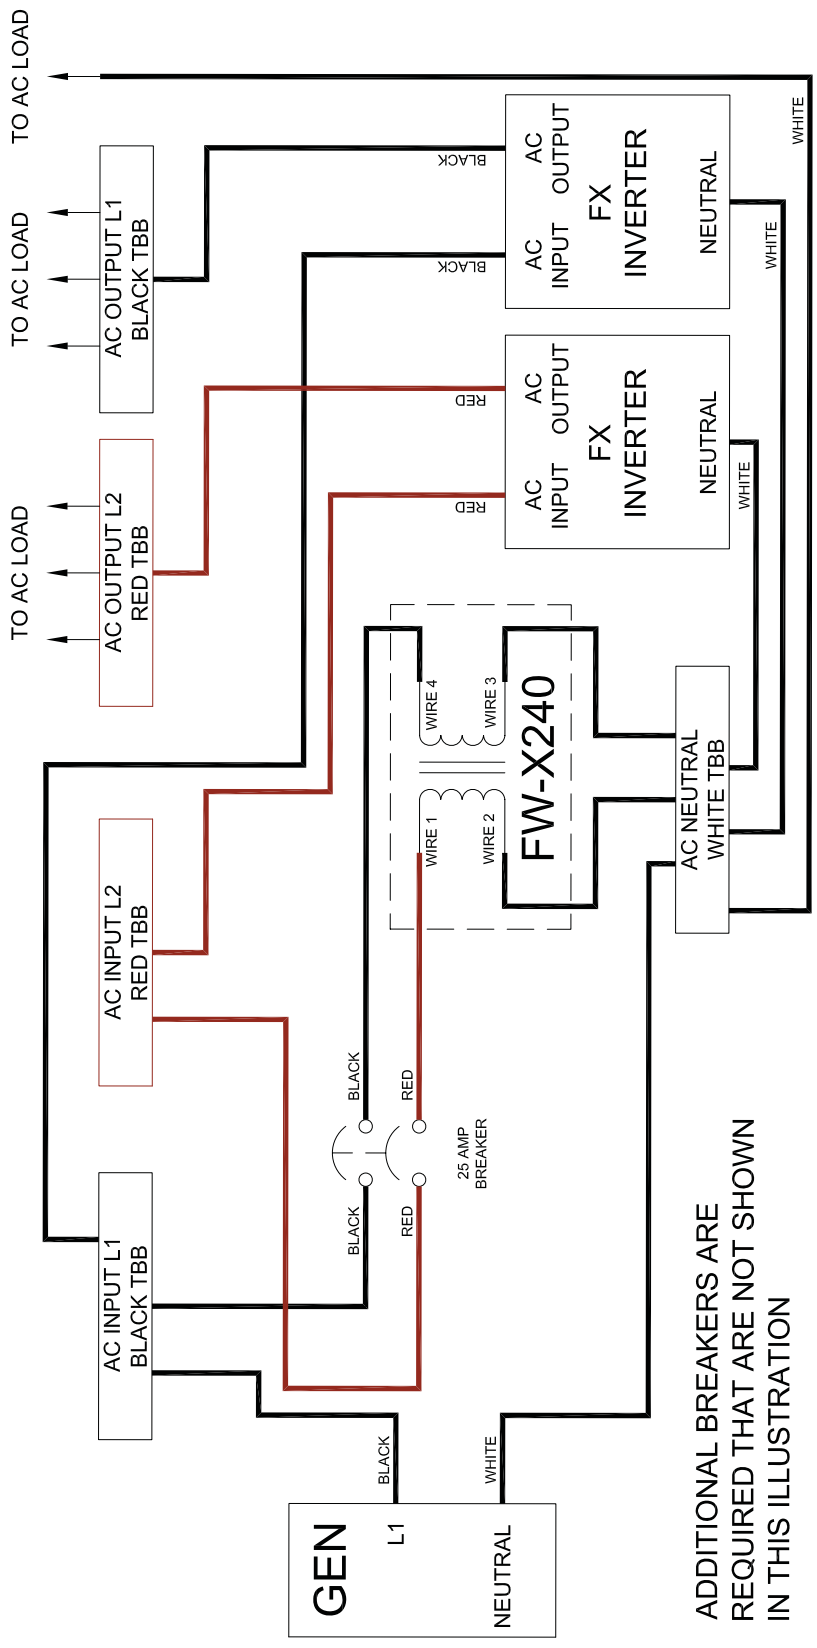 TO AC LOAD
TO AC LOAD
TO AC LOAD
AC INPUT L1
BLACK TBB
AC INPUT L2
RED TBB
AC OUTPUT L2
RED TBB
AC OUTPUT L1
BLACK TBB
BLACK
BLACK
RED
RED
BLACK
BLACK
RED
RED
25 AMP
BREAKER
WIRE 1
WIRE 2
WIRE 4
WIRE 3
FW-X240
AC
INPUT
AC
OUTPUT
FX
INVERTER
NEUTRAL
AC
INPUT
AC
OUTPUT
FX
INVERTER
NEUTRAL
WHITE
WHITE
WHITE
AC NEUTRAL
WHITE TBB
GEN
L1
NEUTRAL
BLACK
WHITE
ADDITIONAL BREAKERS ARE
REQUIRED THAT ARE NOT SHOWN
IN THIS ILLUSTRATION